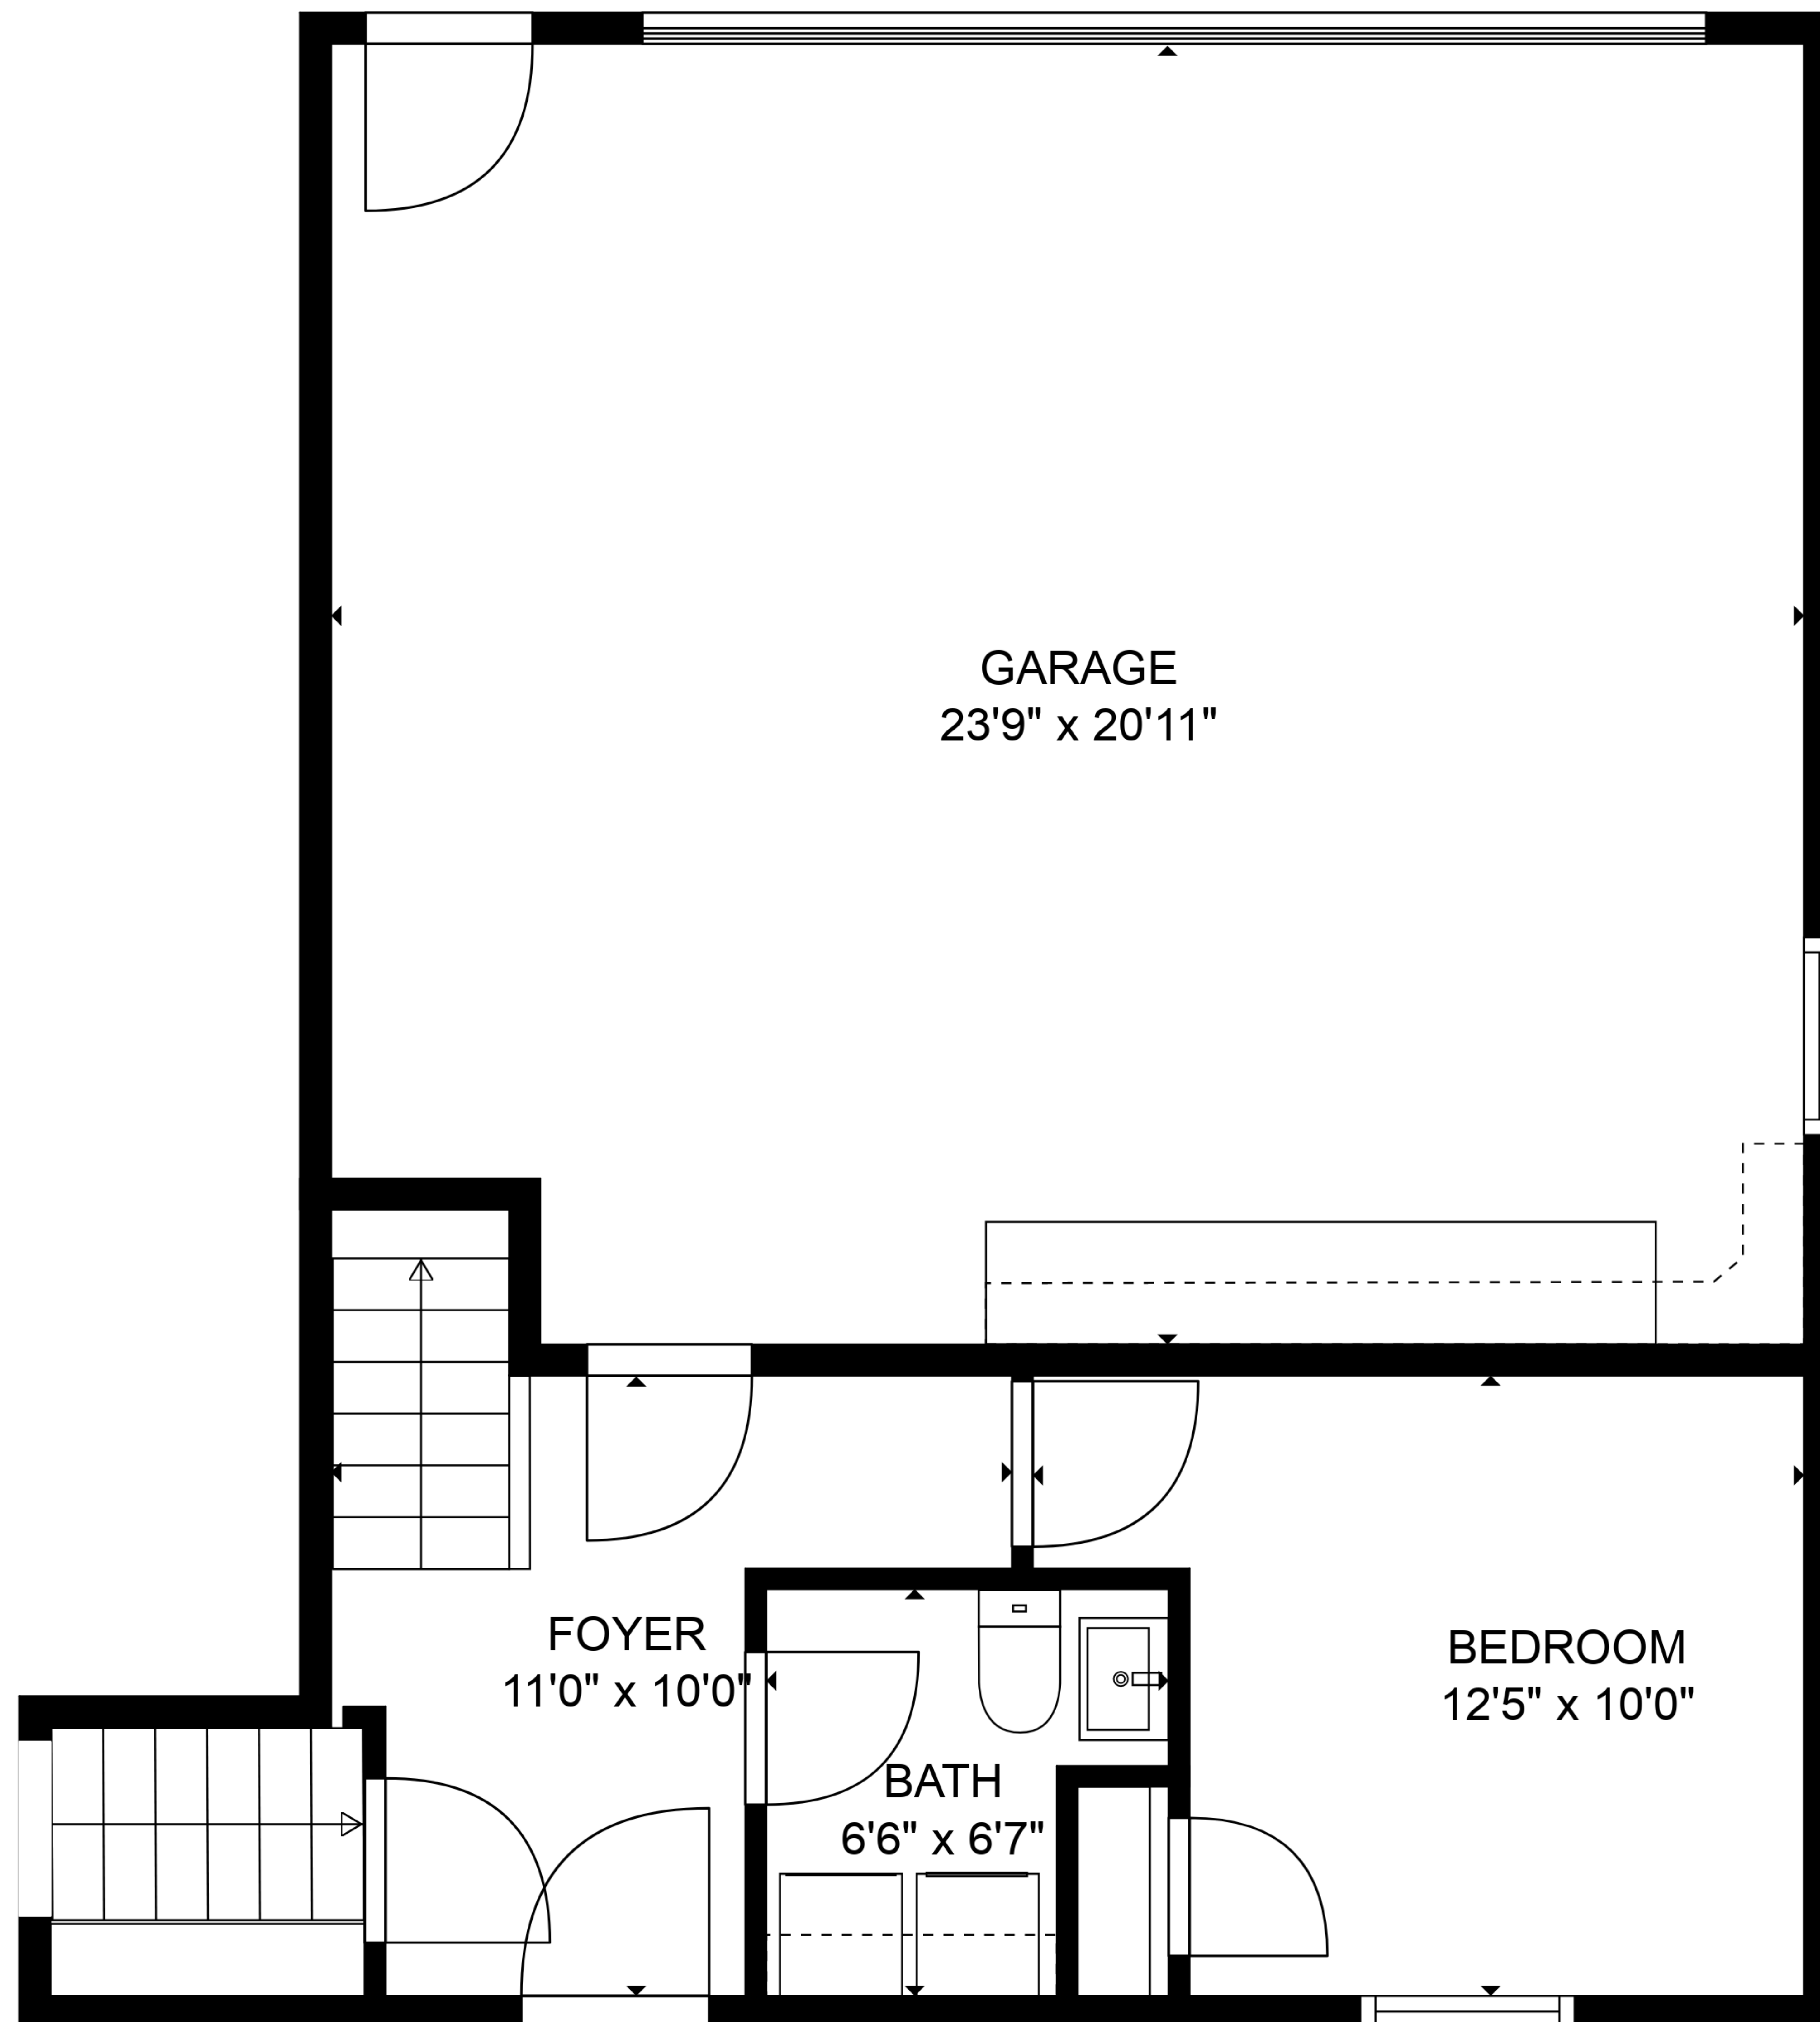 GARAGE
23'9" x 20'11"
FOYER
11'0" x 10'0"
BEDROOM
12'5" x 10'0"
BATH
6'6" x 6'7"